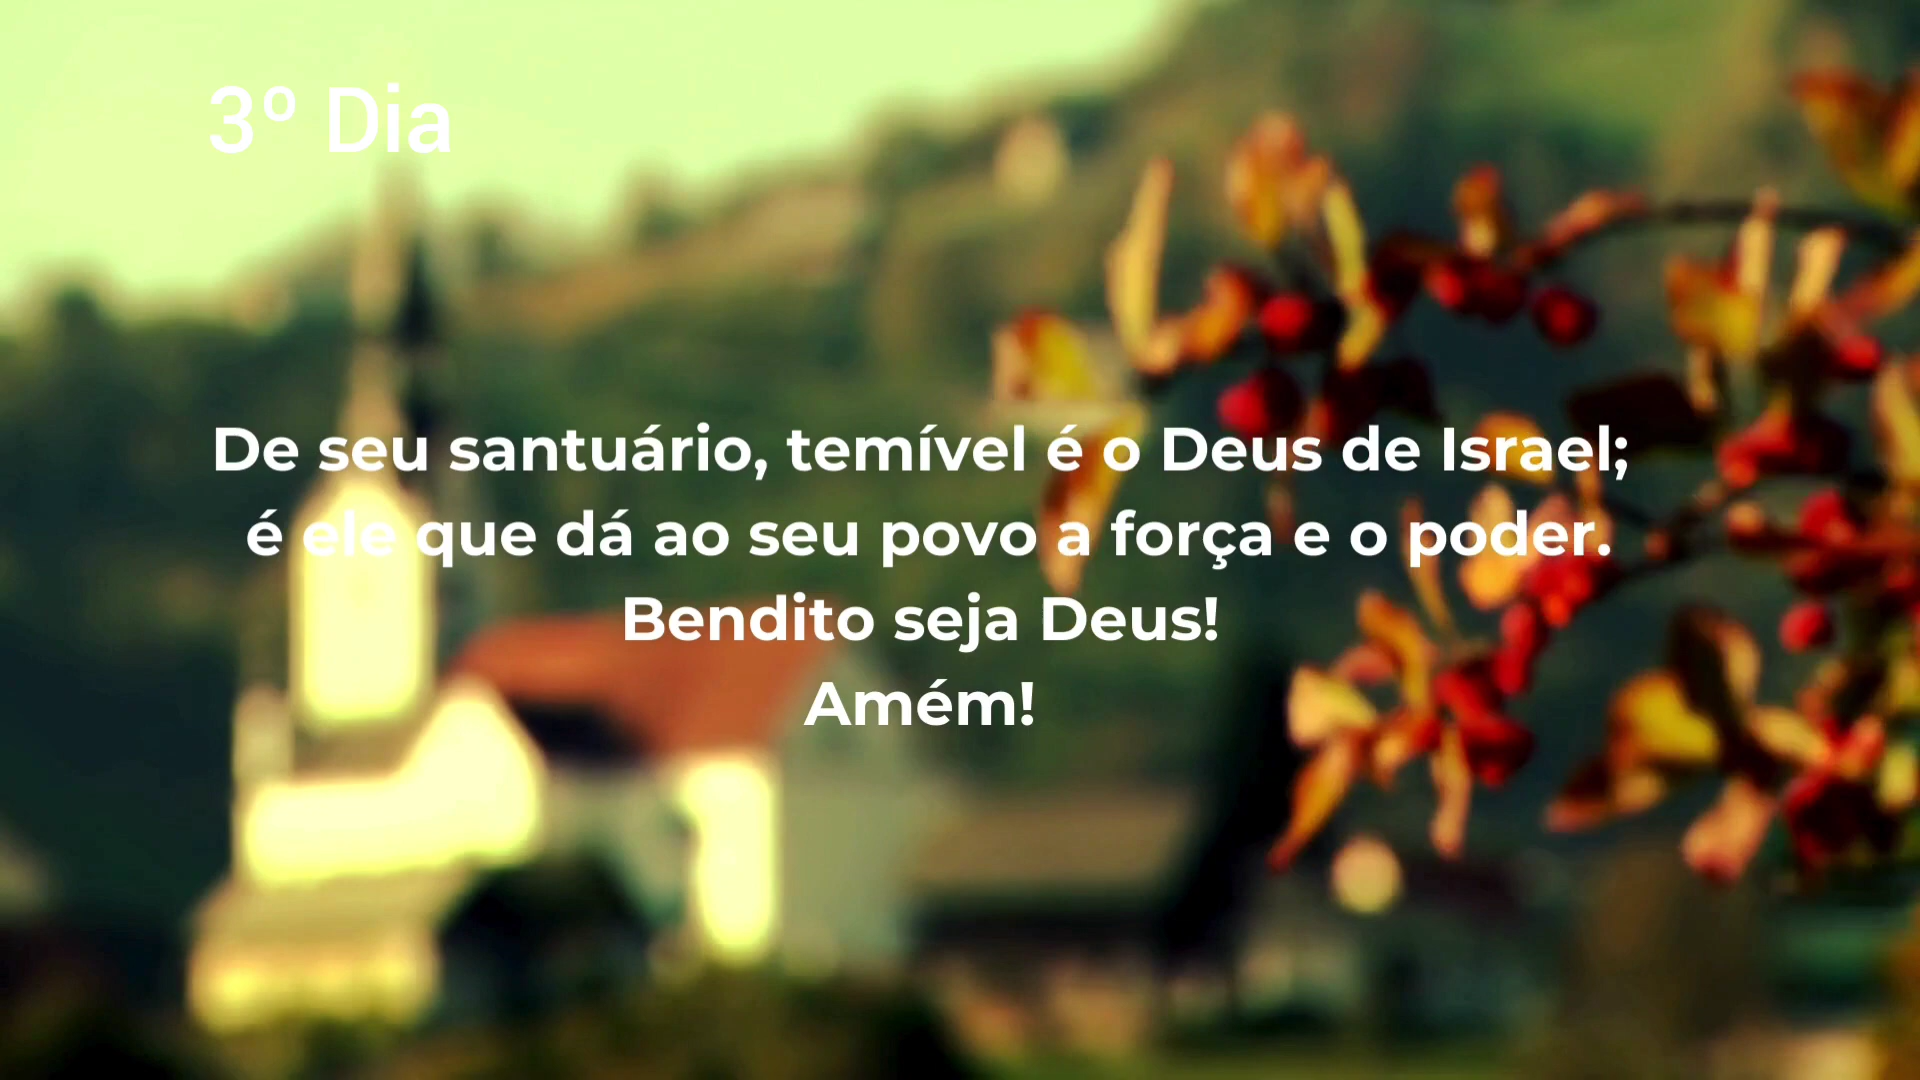 3º Dia
De seu santuário, temível é o Deus de Israel;
é ele que dá ao seu povo a força e o poder.
Bendito seja Deus!
Amém!